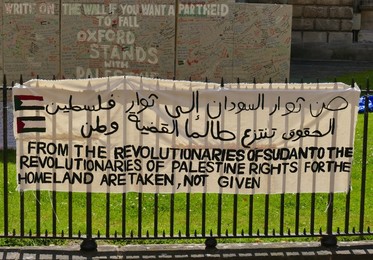 WRITE ON THE WALL IF YOU WANT APARTHEID
TO FALL
OXFORD
STANDS
WITH
من ثوار السودان إلى ثوار فلسطين
الحقوق تنتزع طالما القضية وطن
FROM THE REVOLUTIONARIES OF SUDAN TO THE
REVOLUTIONARIES OF PALESTINE RIGHTS FOR THE
HOMELAND ARE TAKEN, NOT GIVEN